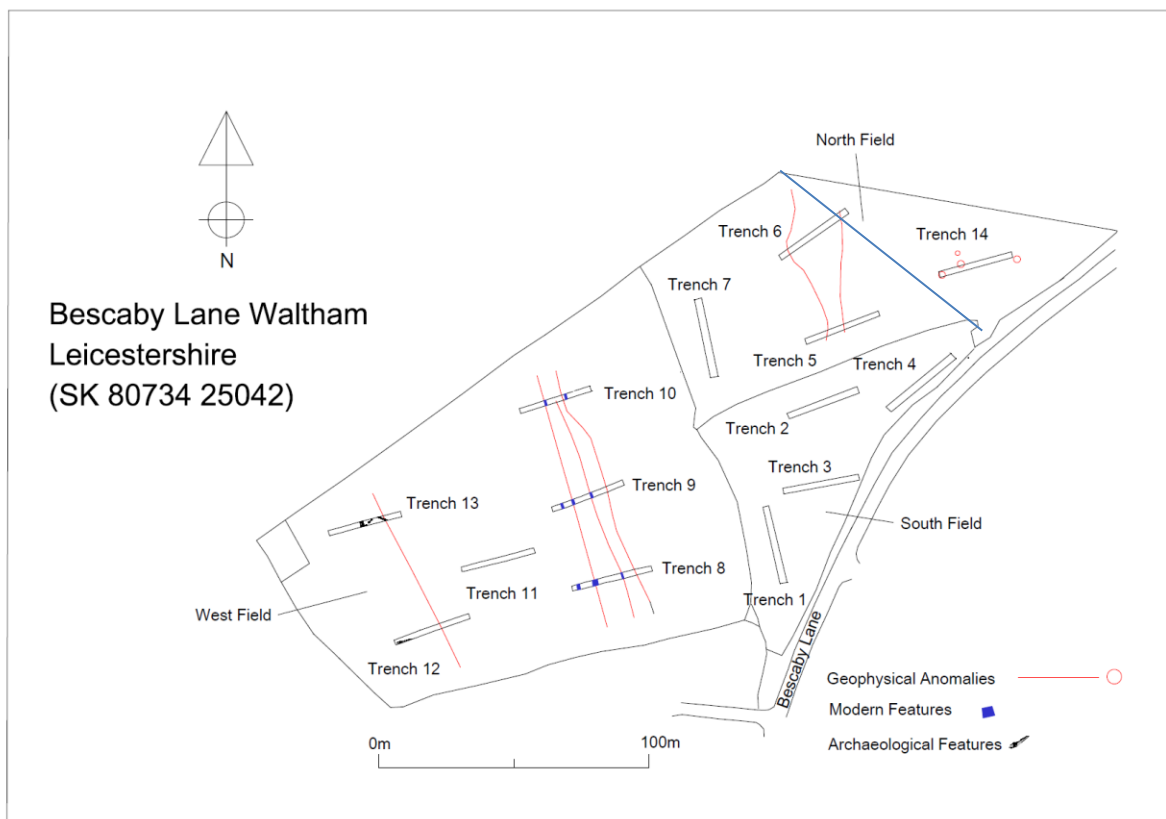 N
Bescaby Lane Waltham
Leicestershire
(SK 80734 25042)
North Field
Trench 6
Trench 14
Trench 7
Trench 5
Trench 4
Trench 10
Trench 2
Trench 3
Trench 9
Trench 13
South Field
Trench 8
Trench 11
Trench 1
West Field
Trench 12
Bescaby Lane
Geophysical Anomalies
Modern Features
Archaeological Features
0m
100m